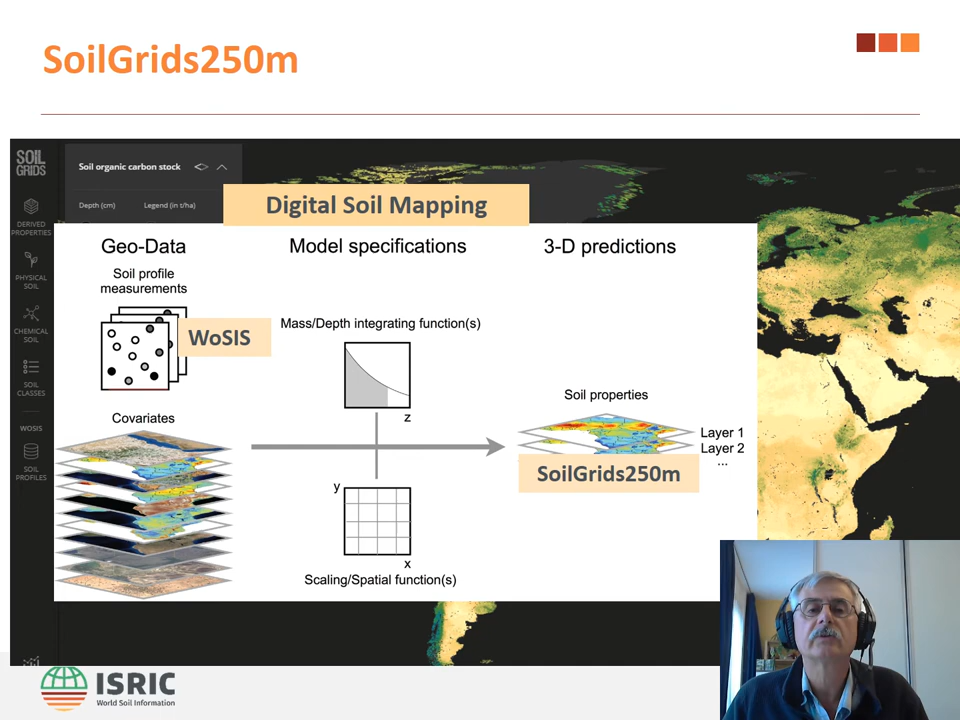 SoilGrids250m
SOIL
GRIDS
Soil organic carbon stock
Depth (cm)
Legend (in t/ha)
DERIVED
PROPERTIES
PHYSICAL
SOIL
CHEMICAL
SOIL
SOIL
CLASSES
WOSIS
SOIL
PROFILES
Digital Soil Mapping
Geo-Data
Model specifications
3-D predictions
Soil profile
measurements
WoSIS
Mass/Depth integrating function(s)
z
Covariates
Soil properties
Layer 1
Layer 2
...
SoilGrids250m
y
x
Scaling/Spatial function(s)
ISRIC
World Soil Information